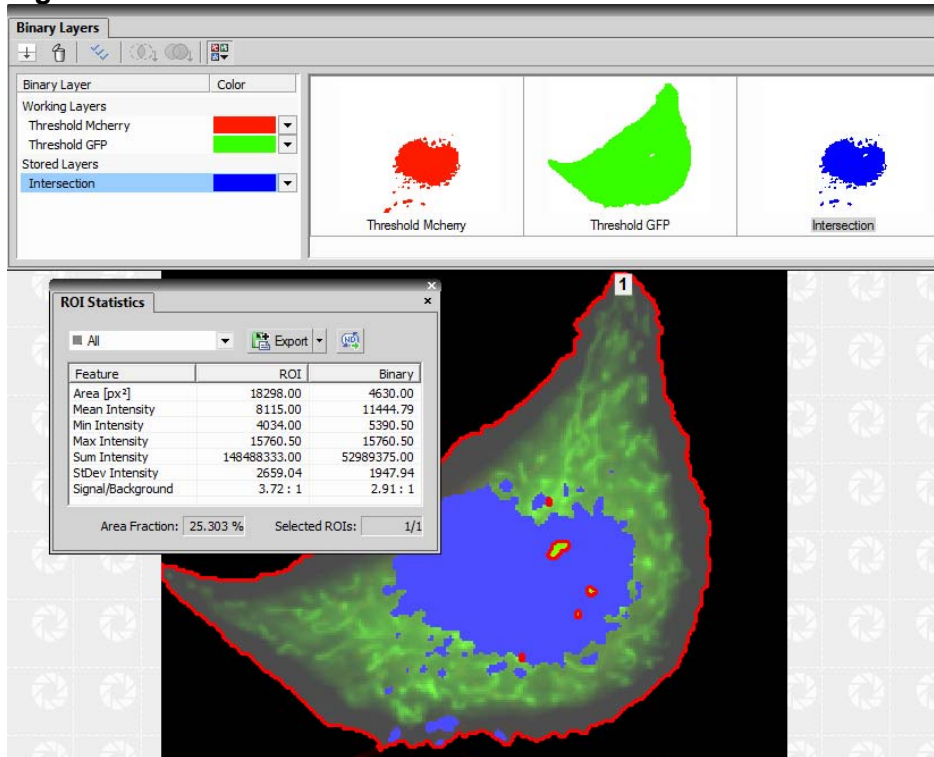 Binary Layers
Binary Layer Color
Working Layers
Threshold Mcherry
Threshold GFP
Stored Layers
Intersection
Threshold Mcherry Threshold GFP Intersection
1
ROI Statistics
All Export
Feature ROI Binary
Area [px²] 18298.00 4630.00
Mean Intensity 8115.00 11444.79
Min Intensity 4034.00 5390.50
Max Intensity 15760.50 15760.50
Sum Intensity 148488333.00 52989375.00
StDev Intensity 2659.04 1947.94
Signal/Background 3.72 : 1 2.91 : 1
Area Fraction: 25.303 % Selected ROIs: 1/1